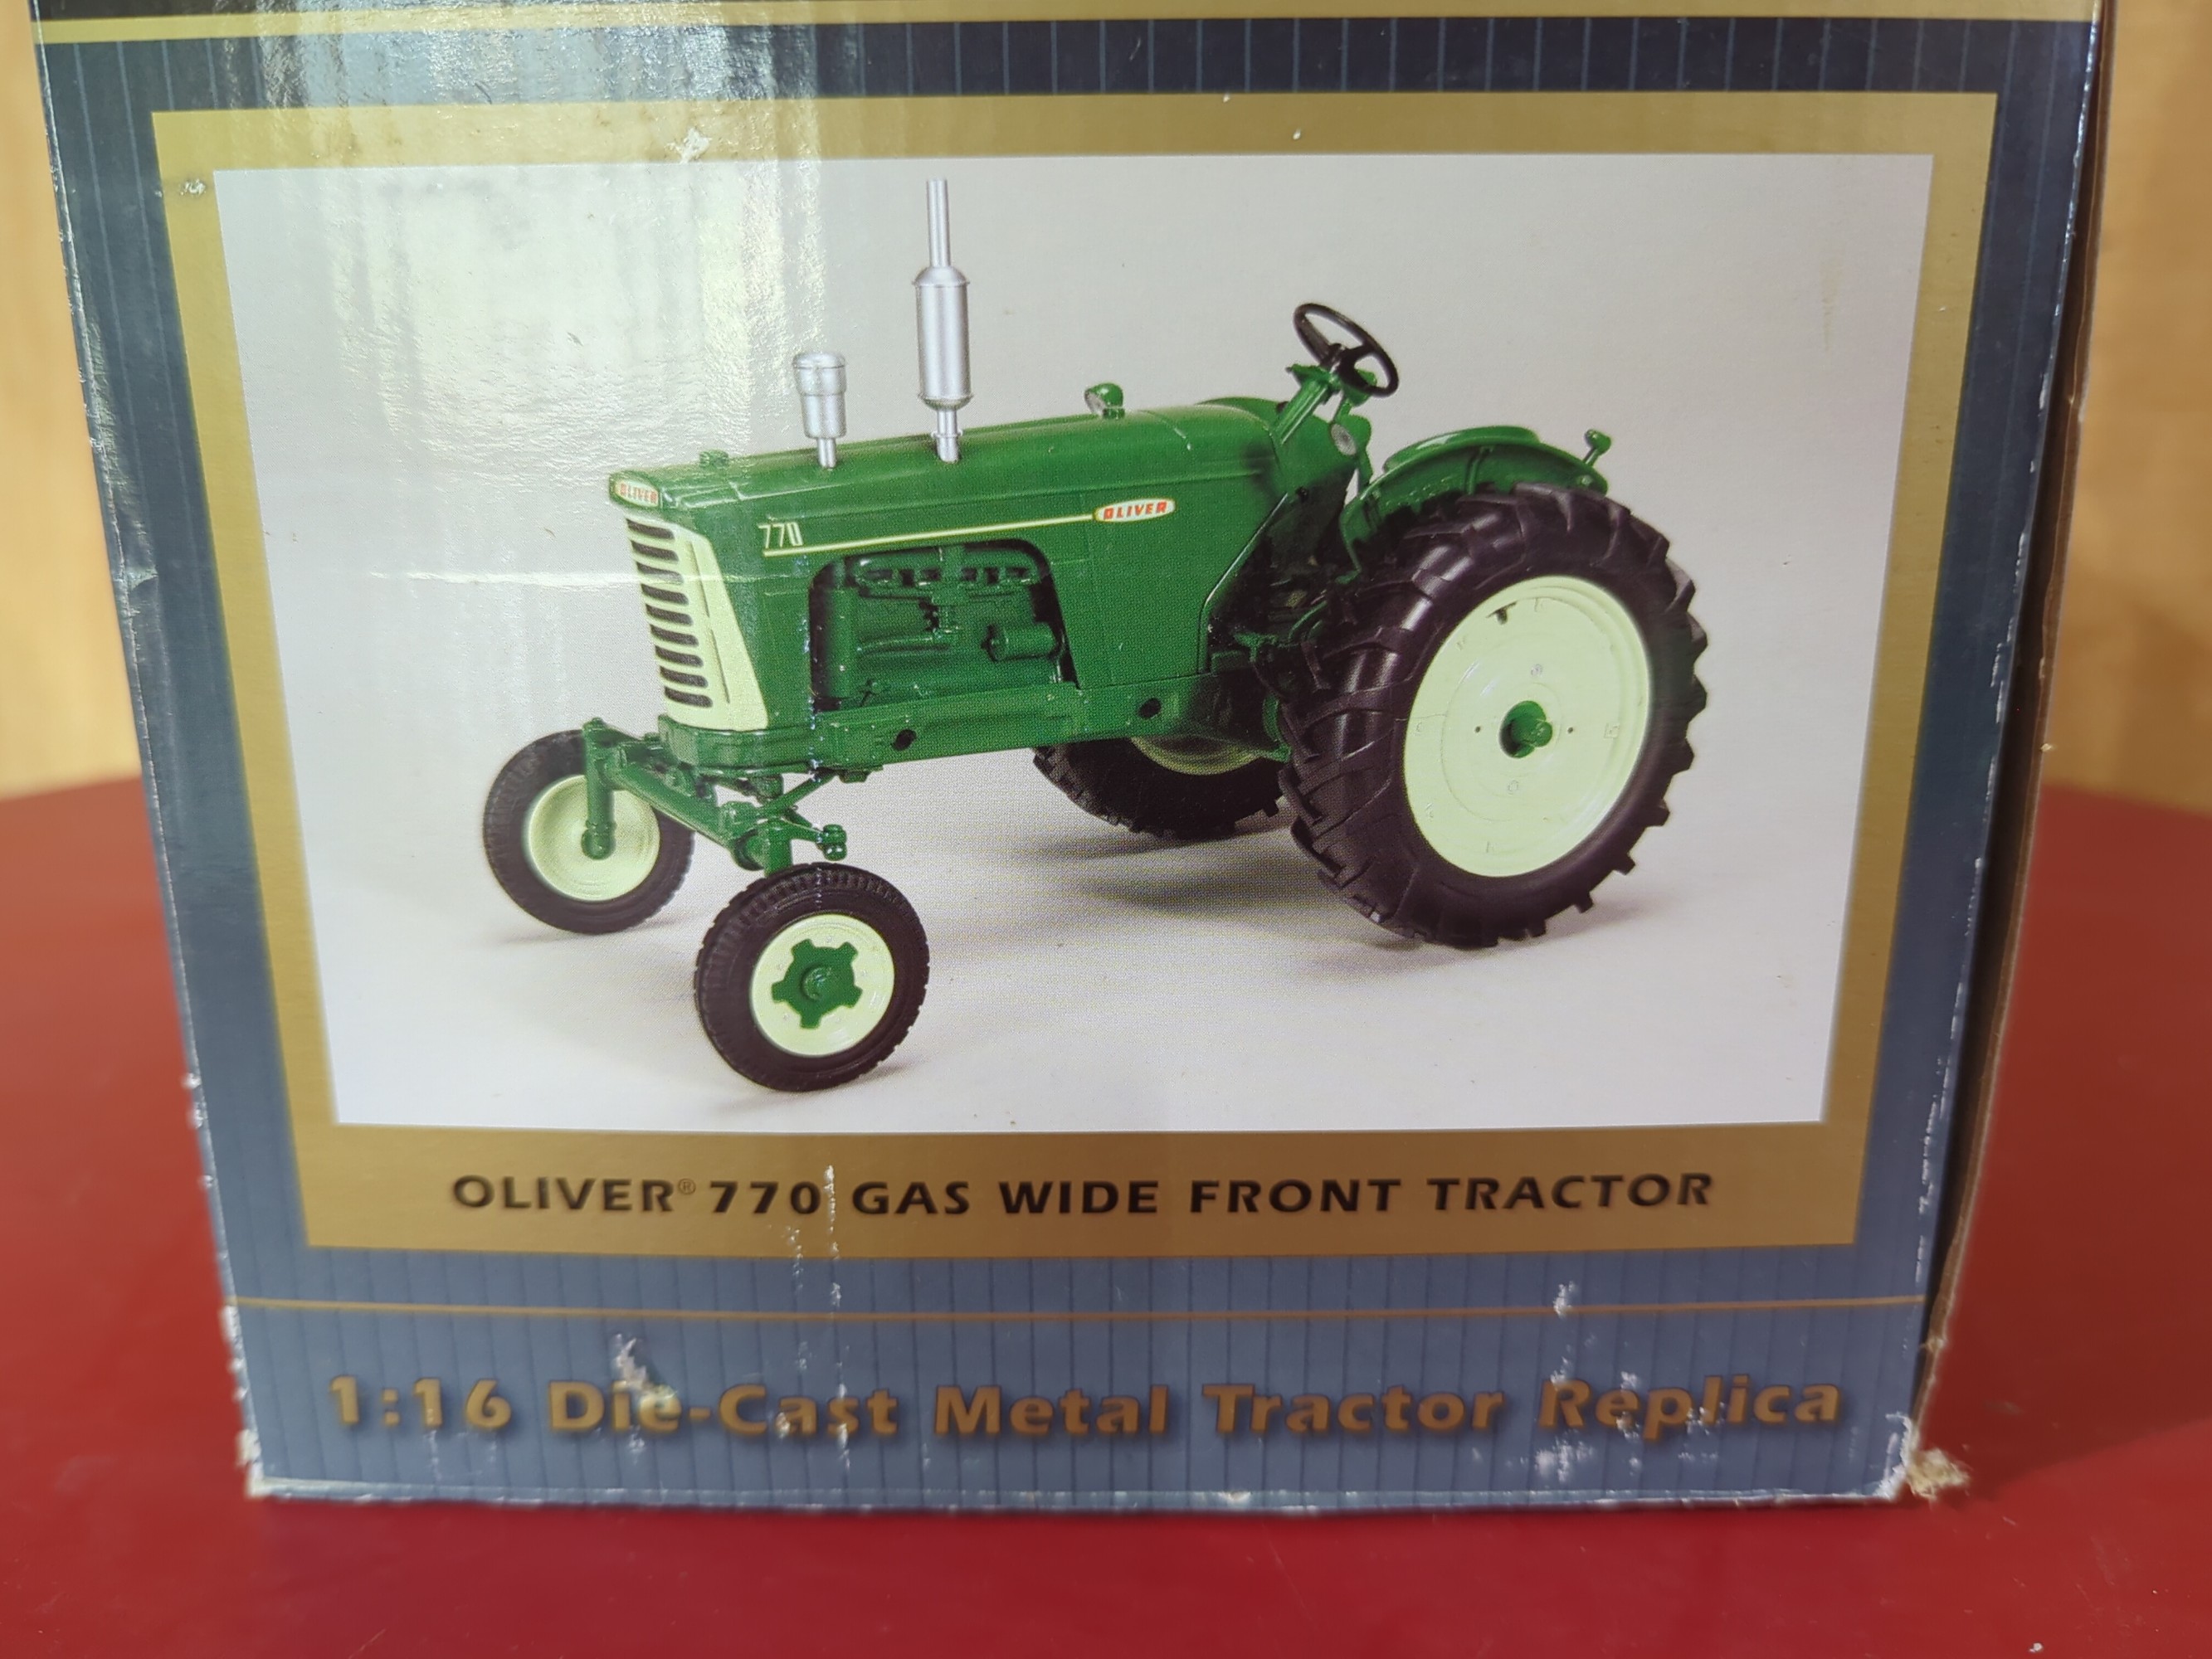 OLIVER
770
OLIVER
OLIVER® 770 GAS WIDE FRONT TRACTOR
1:16 Die-Cast Metal Tractor Replica